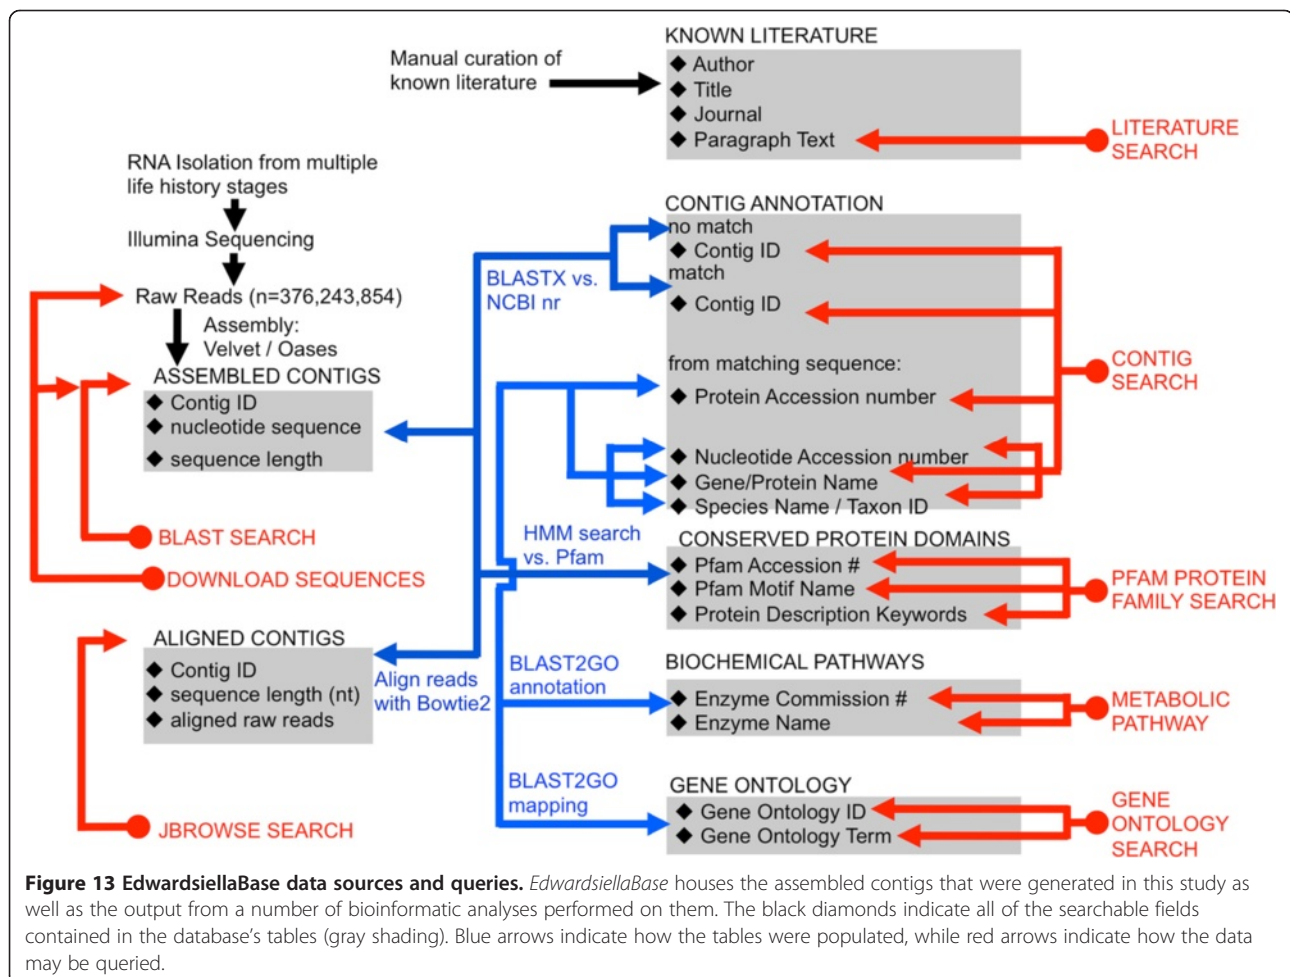 KNOWN LITERATURE
Manual curation of
known literature
◆ Author
◆ Title
◆ Journal
◆ Paragraph Text
LITERATURE
SEARCH
RNA Isolation from multiple
life history stages
Illumina Sequencing
Raw Reads (n=376,243,854)
Assembly:
Velvet / Oases
ASSEMBLED CONTIGS
◆ Contig ID
◆ nucleotide sequence
◆ sequence length
BLAST SEARCH
DOWNLOAD SEQUENCES
ALIGNED CONTIGS
◆ Contig ID
◆ sequence length (nt)
◆ aligned raw reads
JBROWSE SEARCH
BLASTX vs.
NCBI nr
HMM search
vs. Pfam
Align reads
with Bowtie2
BLAST2GO
annotation
BLAST2GO
mapping
CONTIG ANNOTATION
no match
◆ Contig ID
match
◆ Contig ID
from matching sequence:
◆ Protein Accession number
◆ Nucleotide Accession number
◆ Gene/Protein Name
◆ Species Name / Taxon ID
CONTIG
SEARCH
CONSERVED PROTEIN DOMAINS
◆ Pfam Accession #
◆ Pfam Motif Name
◆ Protein Description Keywords
PFAM PROTEIN
FAMILY SEARCH
BIOCHEMICAL PATHWAYS
◆ Enzyme Commission #
◆ Enzyme Name
METABOLIC
PATHWAY
GENE ONTOLOGY
◆ Gene Ontology ID
◆ Gene Ontology Term
GENE
ONTOLOGY
SEARCH
Figure 13 EdwardsiellaBase data sources and queries. EdwardsiellaBase houses the assembled contigs that were generated in this study as
well as the output from a number of bioinformatic analyses performed on them. The black diamonds indicate all of the searchable fields
contained in the database's tables (gray shading). Blue arrows indicate how the tables were populated, while red arrows indicate how the data
may be queried.